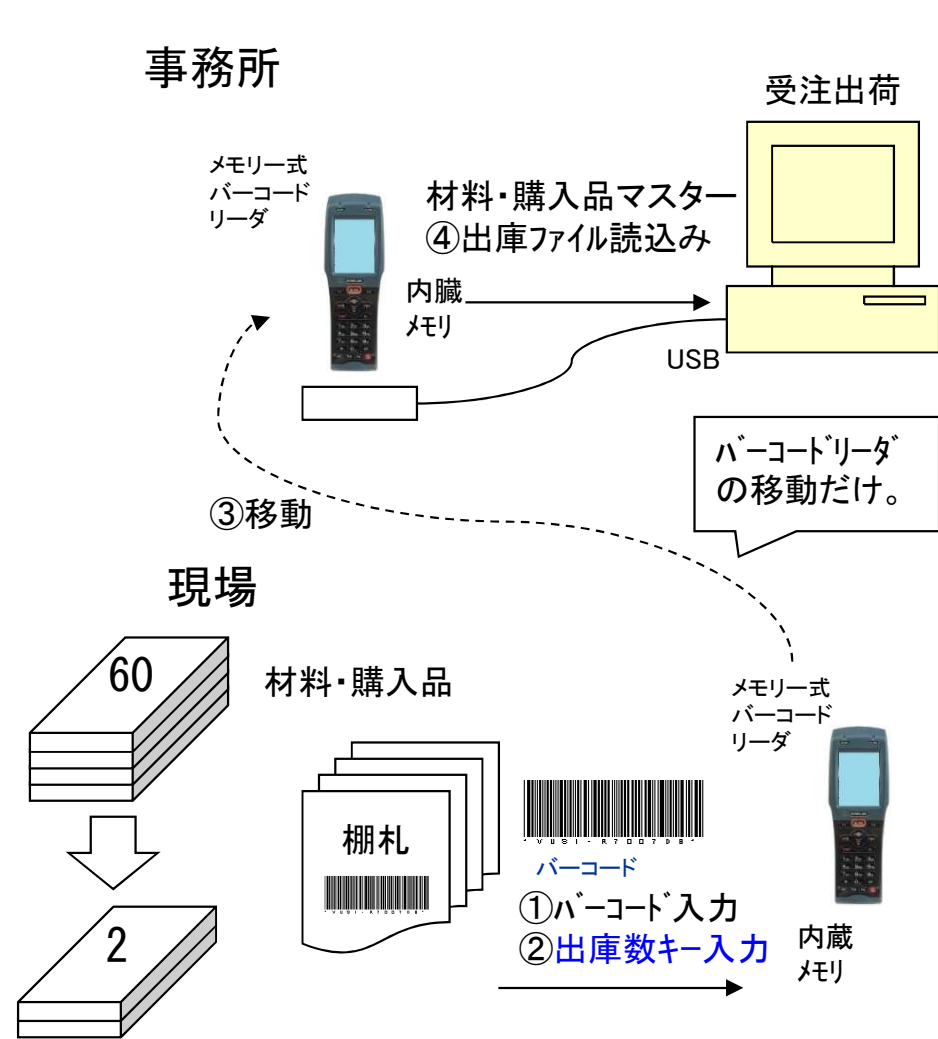 事務所
受注出荷
メモリー式
バーコード
リーダ
材料・購入品マスター
④出庫ファイル読込み
内臓
メモリ
USB
バーコードリーダ
の移動だけ。
③移動
現場
60
材料・購入品
メモリー式
バーコード
リーダ
棚札
バーコード
①バーコード入力
②出庫数キー入力
内蔵
メモリ
2